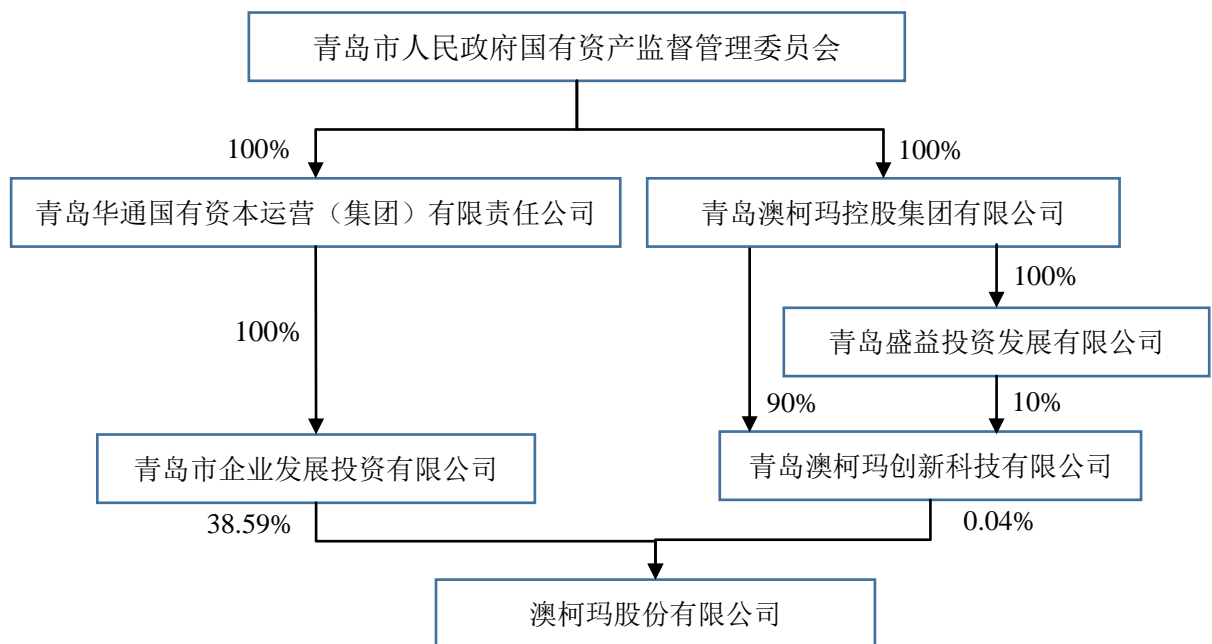 青岛市人民政府国有资产监督管理委员会
100%
100%
青岛华通国有资本运营（集团）有限责任公司
青岛澳柯玛控股集团有限公司
100%
100%
青岛盛益投资发展有限公司
90%
10%
青岛市企业发展投资有限公司
青岛澳柯玛创新科技有限公司
38.59%
0.04%
澳柯玛股份有限公司